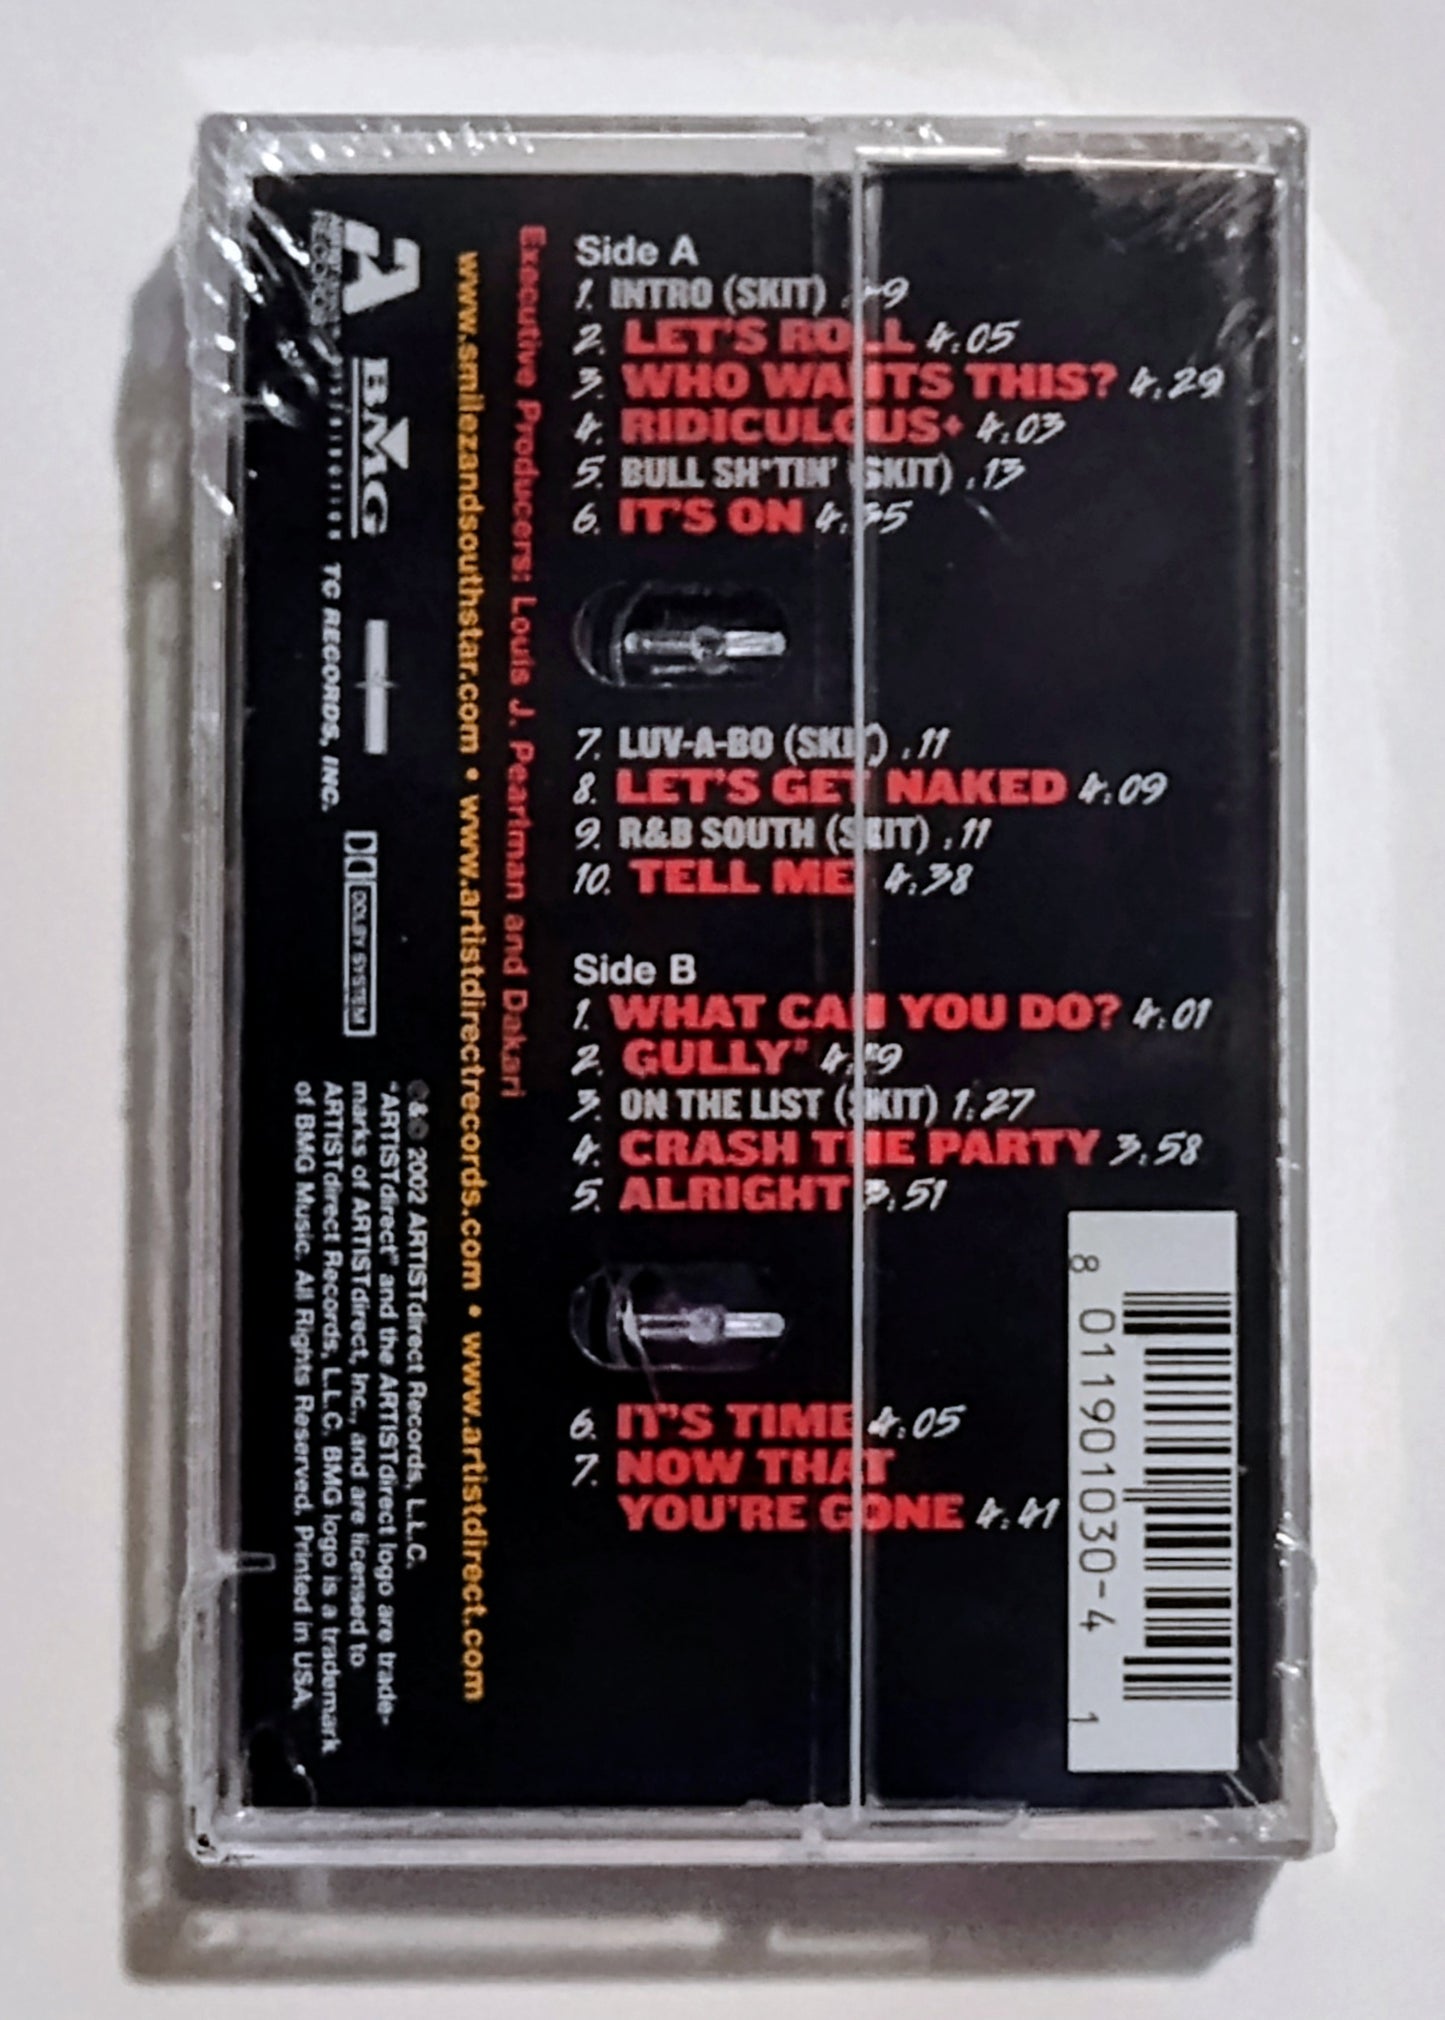 Side A
1. INTRO (SKIT)
2. LET'S ROLL 4:05
3. WHO WANTS THIS? 4:29
4. RIDICULOUS+ 4:03
5. BULL SH*TIN' (SKIT) :13
6. IT'S ON 4:35
7. LUV-A-BO (SKIT) :11
8. LET'S GET NAKED 4:09
9. R&B SOUTH (SKIT) :11
10. TELL ME 4:38
Side B
1. WHAT CAN YOU DO? 4:01
2. GULLY"
3. ON THE LIST (SKIT) 1:27
4. CRASH THE PARTY 3:58
5. ALRIGHT 3:51
6. IT'S TIME 4:05
7. NOW THAT
YOU'RE GONE 4:41
Executive Producers: Louis J. Pearlman and Dakari
www.smilezandsouthstar.com • www.artistdirectrecords.com • www.artistdirect.com
A
BMG
DISTRIBUTION
TC RECORDS, INC.
DOLBY SYSTEM
℗&© 2002 ARTISTdirect Records, L.L.C.
"ARTISTdirect" and the ARTISTdirect logo are trade-
marks of ARTISTdirect, Inc., and are licensed to
ARTISTdirect Records, L.L.C. BMG logo is a trademark
of BMG Music. All Rights Reserved. Printed in USA.
8 01190 1030-4 1